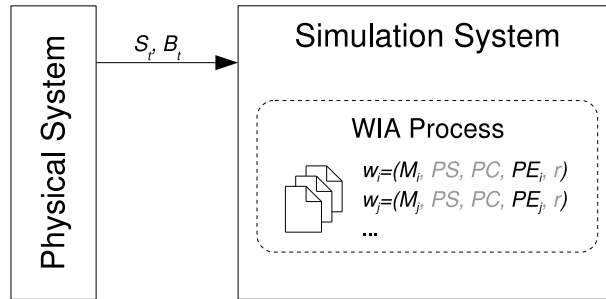 Physical System
S_t, B_t
Simulation System
WIA Process
w_i=(M_i, PS, PC, PE_i, r)
w_j=(M_j, PS, PC, PE_j, r)
...